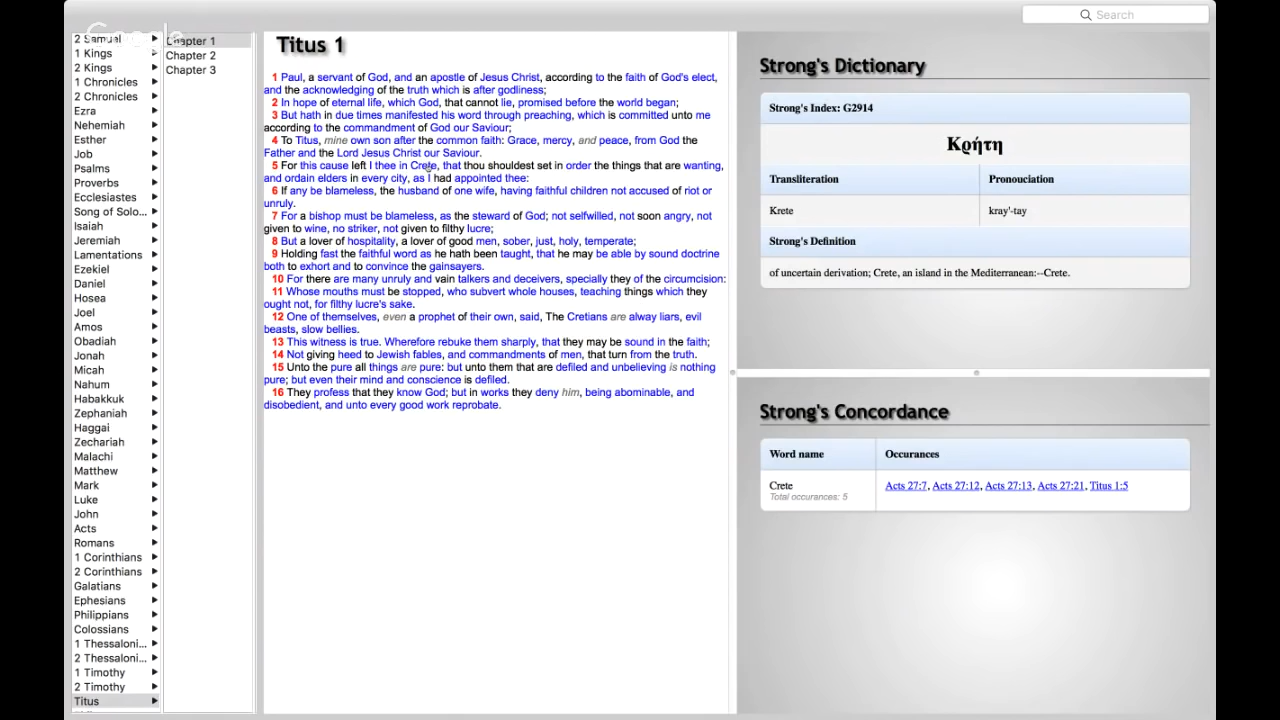 Google
Search
2 Samuel
1 Kings
2 Kings
1 Chronicles
2 Chronicles
Ezra
Nehemiah
Esther
Job
Psalms
Proverbs
Ecclesiastes
Song of Solo...
Isaiah
Jeremiah
Lamentations
Ezekiel
Daniel
Hosea
Joel
Amos
Obadiah
Jonah
Micah
Nahum
Habakkuk
Zephaniah
Haggai
Zechariah
Malachi
Matthew
Mark
Luke
John
Acts
Romans
1 Corinthians
2 Corinthians
Galatians
Ephesians
Philippians
Colossians
1 Thessaloni...
2 Thessaloni...
1 Timothy
2 Timothy
Titus
Chapter 1
Chapter 2
Chapter 3
Titus 1
1 Paul, a servant of God, and an apostle of Jesus Christ, according to the faith of God's elect,
and the acknowledging of the truth which is after godliness;
2 In hope of eternal life, which God, that cannot lie, promised before the world began;
3 But hath in due times manifested his word through preaching, which is committed unto me
according to the commandment of God our Saviour;
4 To Titus, mine own son after the common faith: Grace, mercy, and peace, from God the
Father and the Lord Jesus Christ our Saviour.
5 For this cause left I thee in Crete, that thou shouldest set in order the things that are wanting,
and ordain elders in every city, as I had appointed thee:
6 If any be blameless, the husband of one wife, having faithful children not accused of riot or
unruly.
7 For a bishop must be blameless, as the steward of God; not selfwilled, not soon angry, not
given to wine, no striker, not given to filthy lucre;
8 But a lover of hospitality, a lover of good men, sober, just, holy, temperate;
9 Holding fast the faithful word as he hath been taught, that he may be able by sound doctrine
both to exhort and to convince the gainsayers.
10 For there are many unruly and vain talkers and deceivers, specially they of the circumcision:
11 Whose mouths must be stopped, who subvert whole houses, teaching things which they
ought not, for filthy lucre's sake.
12 One of themselves, even a prophet of their own, said, The Cretians are alway liars, evil
beasts, slow bellies.
13 This witness is true. Wherefore rebuke them sharply, that they may be sound in the faith;
14 Not giving heed to Jewish fables, and commandments of men, that turn from the truth.
15 Unto the pure all things are pure: but unto them that are defiled and unbelieving is nothing
pure; but even their mind and conscience is defiled.
16 They profess that they know God; but in works they deny him, being abominable, and
disobedient, and unto every good work reprobate.
Strong's Dictionary
Strong's Index: G2914
Κρήτη
Transliteration Pronouciation
Krete kray'-tay
Strong's Definition
of uncertain derivation; Crete, an island in the Mediterranean:--Crete.
Strong's Concordance
Word name Occurances
Crete Acts 27:7, Acts 27:12, Acts 27:13, Acts 27:21, Titus 1:5
Total occurances: 5